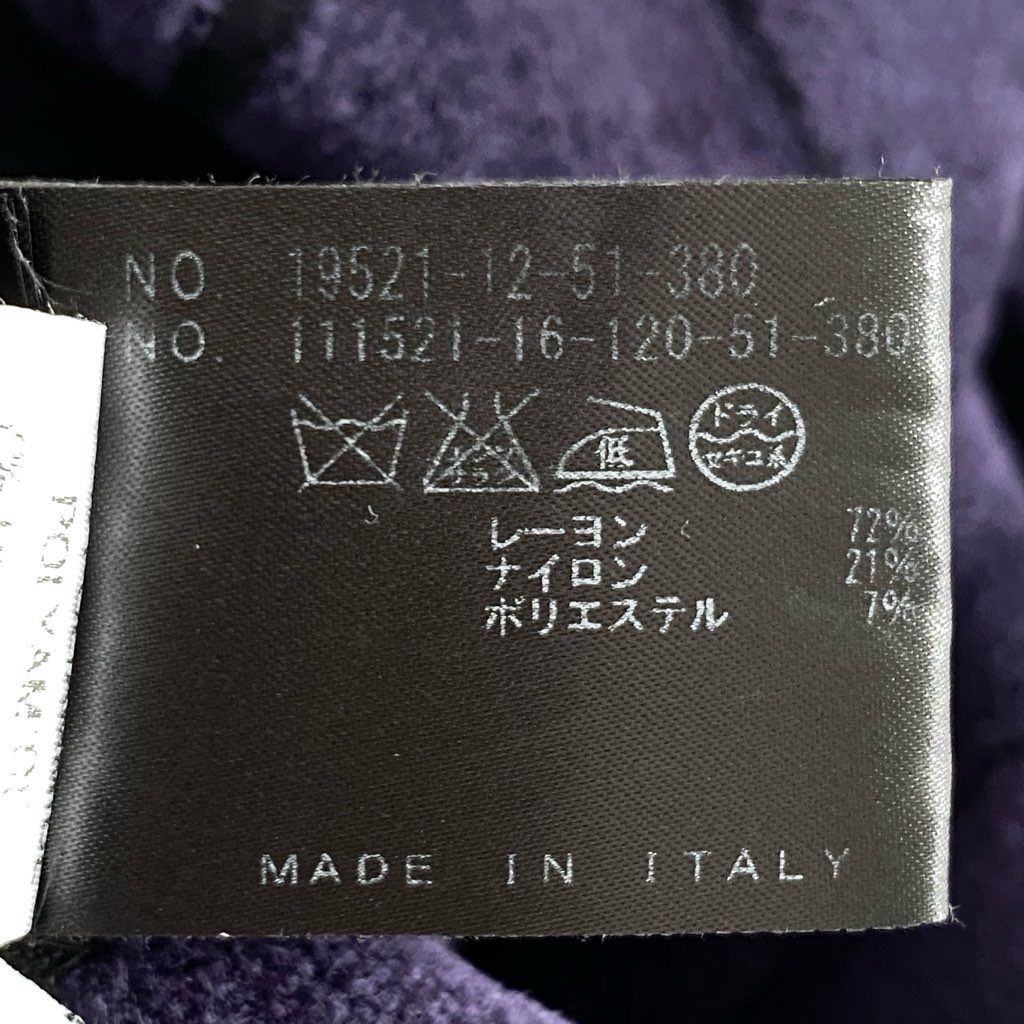 NO. 19521-12-51-380
NO. 111521-16-120-51-380
低
ドライ
セキユ系
レーヨン 72%
ナイロン 21%
ポリエステル 7%
MADE IN ITALY